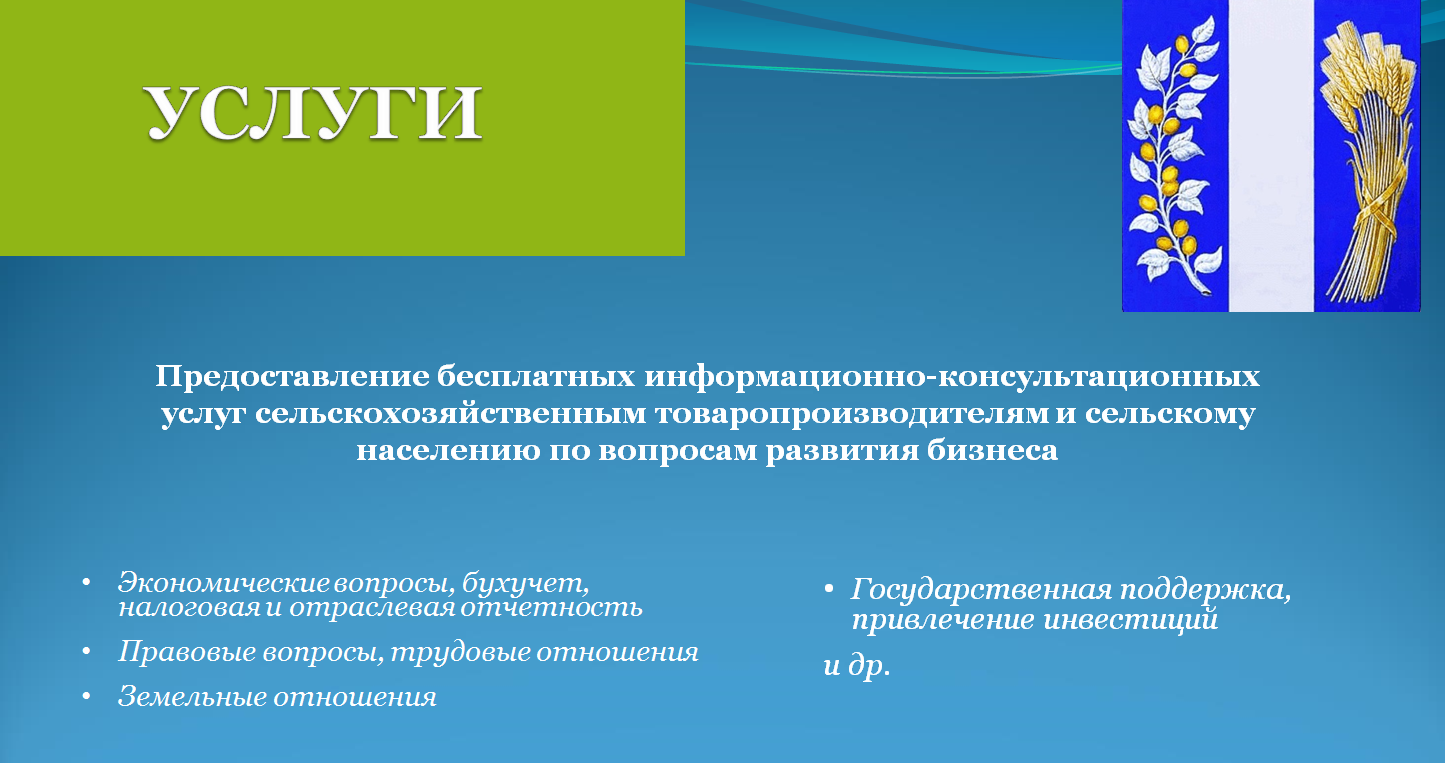 УСЛУГИ
Предоставление бесплатных информационно-консультационных
услуг сельскохозяйственным товаропроизводителям и сельскому
населению по вопросам развития бизнеса
• Экономические вопросы, бухучет,
налоговая и отраслевая отчетность
• Правовые вопросы, трудовые отношения
• Земельные отношения
• Государственная поддержка,
привлечение инвестиций
и др.